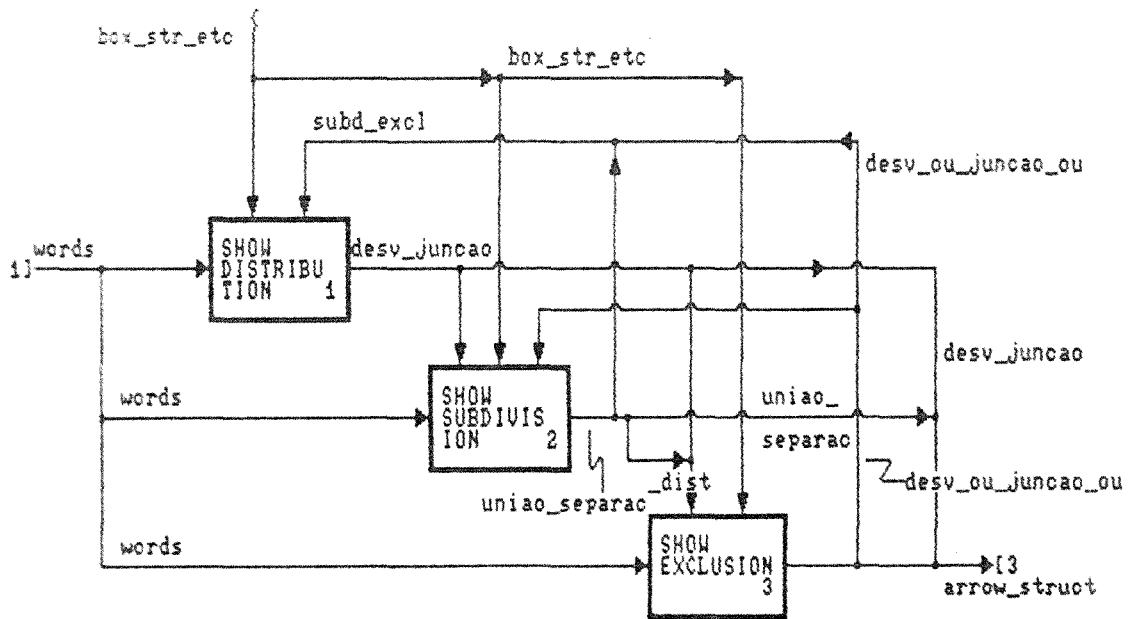 box_str_etc
box_str_etc
subd_excl
desv_ou_juncao_ou
words
desv_juncao
1]
SHOW
DISTRIBU
TION 1
desv_juncao
words
SHOW
SUBDIVIS
ION 2
uniao_
separac
_dist
uniao_separac
desv_ou_juncao_ou
words
SHOW
EXCLUSION
3
[3
arrow_struct